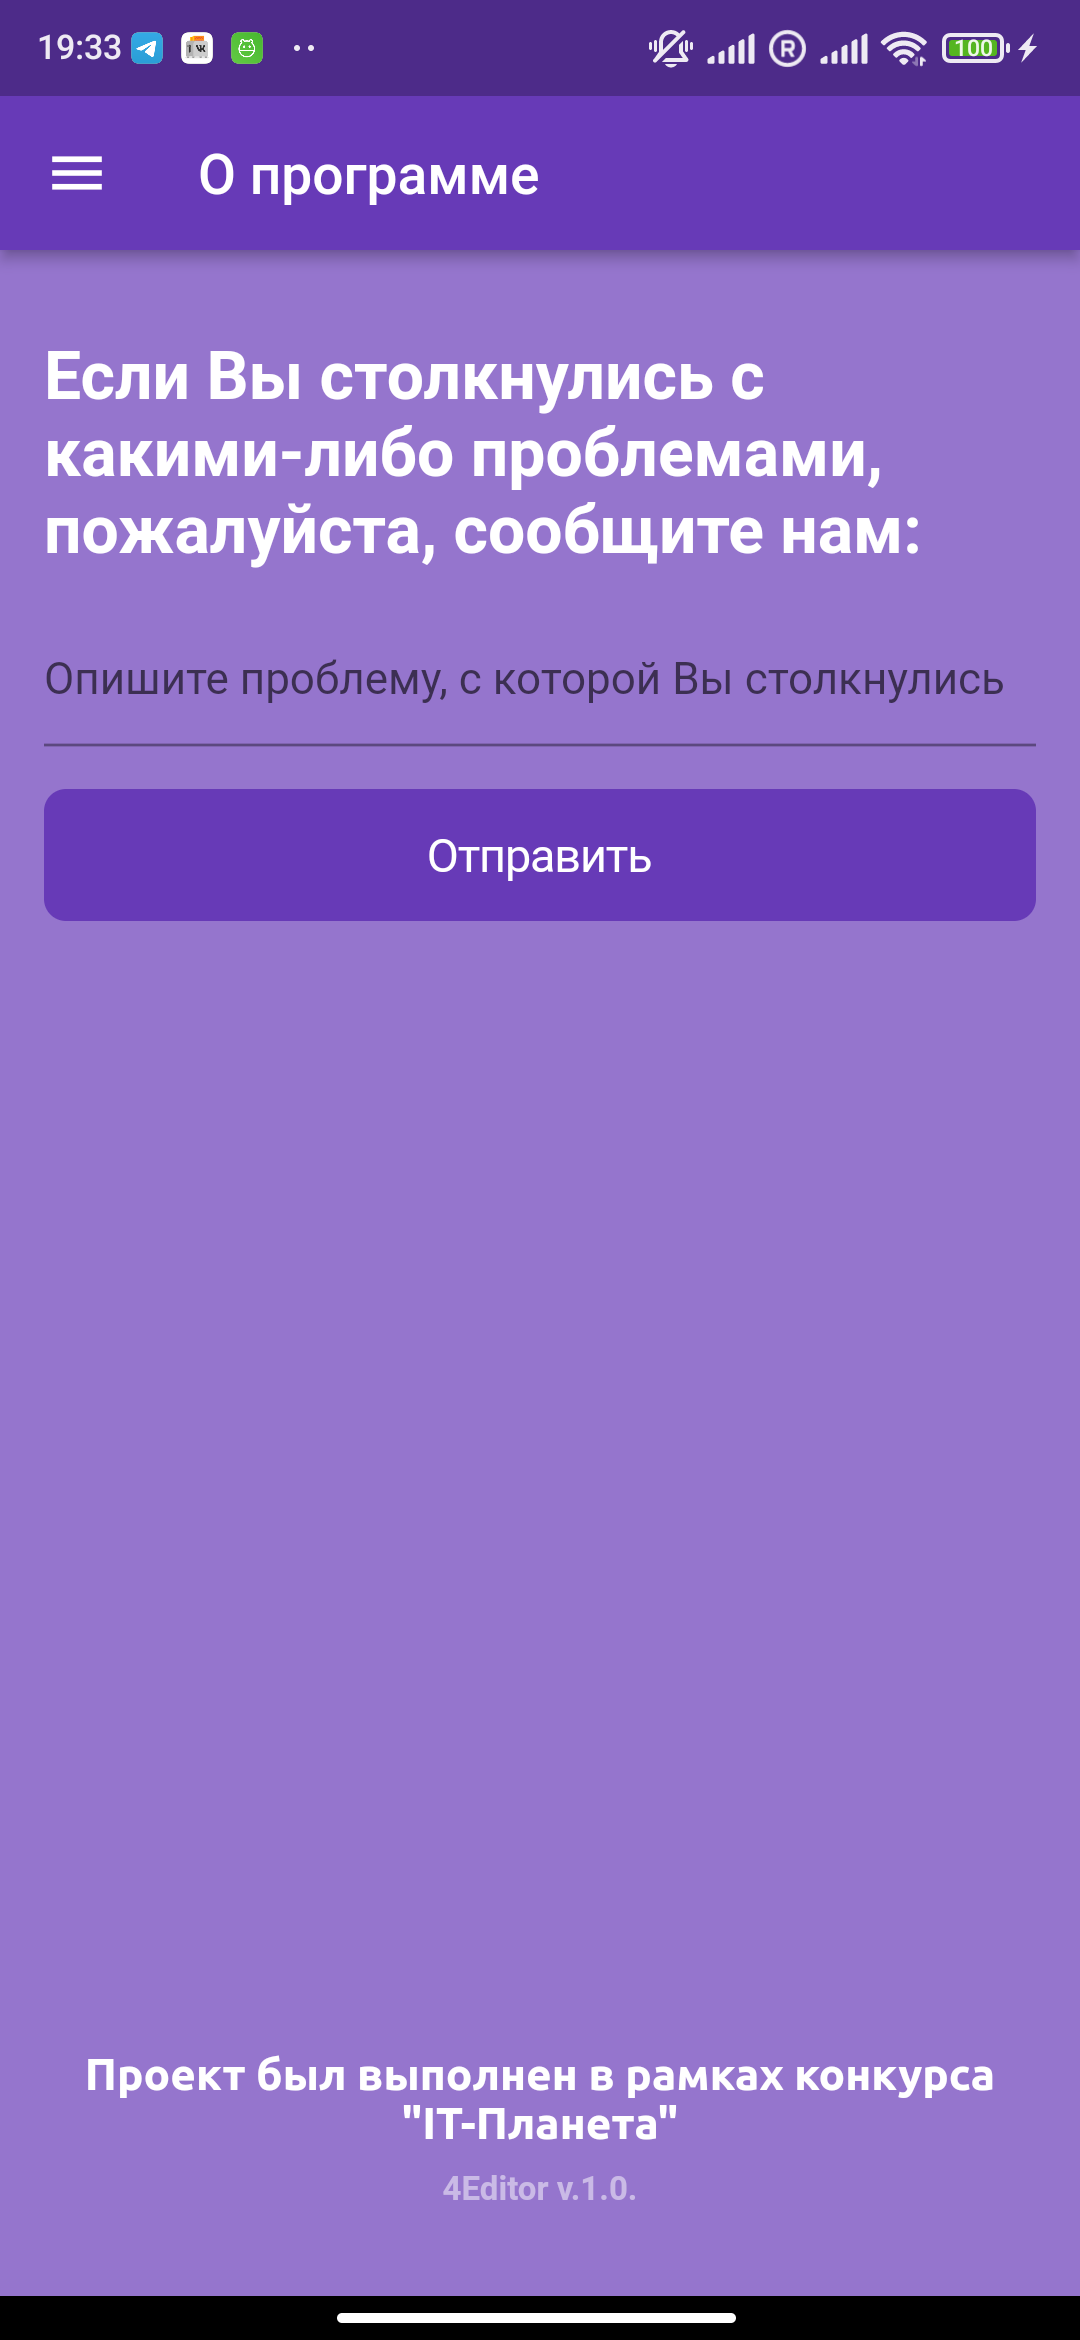 19:33
100
О программе
Если Вы столкнулись с
какими-либо проблемами,
пожалуйста, сообщите нам:
Опишите проблему, с которой Вы столкнулись
Отправить
Проект был выполнен в рамках конкурса
"IT-Планета"
4Editor v.1.0.